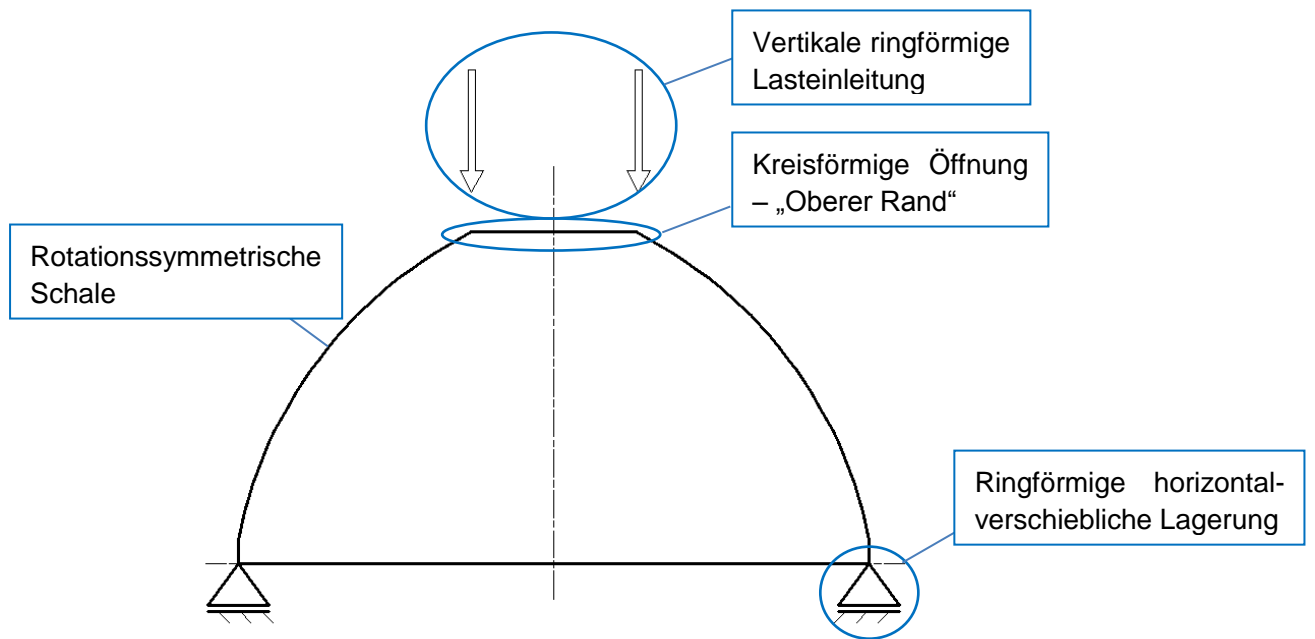 Vertikale ringförmige
Lasteinleitung
Kreisförmige Öffnung
– „Oberer Rand“
Rotationssymmetrische
Schale
Ringförmige horizontal-
verschiebliche Lagerung